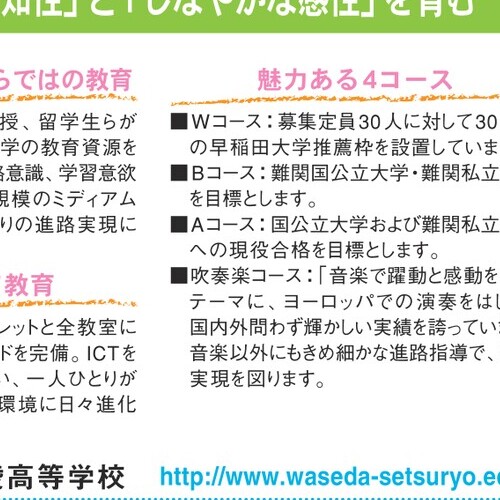 知性」と「しなやかな感性」を育む
らではの教育
授、留学生らが
学の教育資源を
意識、学習意欲
規模のミディアム
りの進路実現に
教育
レットと全教室に
ドを完備。ICTを
い、一人ひとりが
環境に日々進化
魅力ある4コース
■Wコース：募集定員30人に対して30
の早稲田大学推薦枠を設置していま
■Bコース：難関国公立大学・難関私立
を目標とします。
■Aコース：国公立大学および難関私立
への現役合格を目標とします。
■吹奏楽コース：「音楽で躍動と感動を
テーマに、ヨーロッパでの演奏をはじ
国内外問わず輝かしい実績を誇ってい
音楽以外にもきめ細かな進路指導で、
実現を図ります。
高等学校
http://www.waseda-setsuryo.e